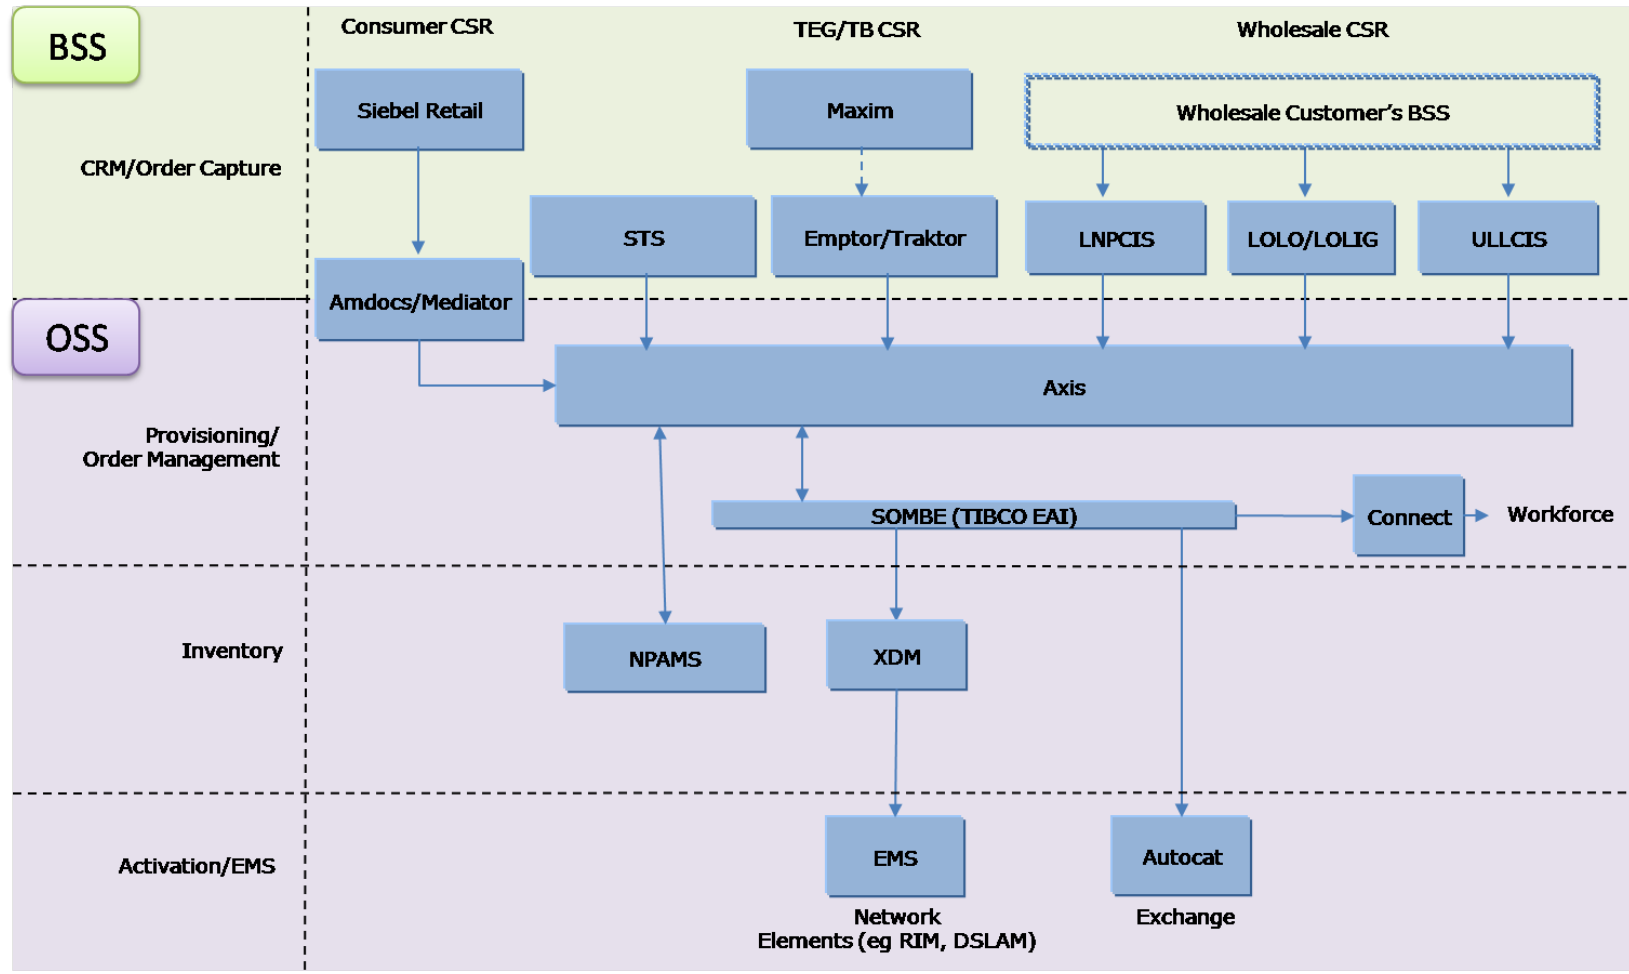 BSS
Consumer CSR
TEG/TB CSR
Wholesale CSR
Siebel Retail
Maxim
Wholesale Customer’s BSS
CRM/Order Capture
STS
Emptor/Traktor
LNPCIS
LOLO/LOLIG
ULLCIS
Amdocs/Mediator
OSS
Axis
Provisioning/
Order Management
SOMBE (TIBCO EAI)
Connect
Workforce
Inventory
NPAMS
XDM
Activation/EMS
EMS
Autocat
Network
Elements (eg RIM, DSLAM)
Exchange